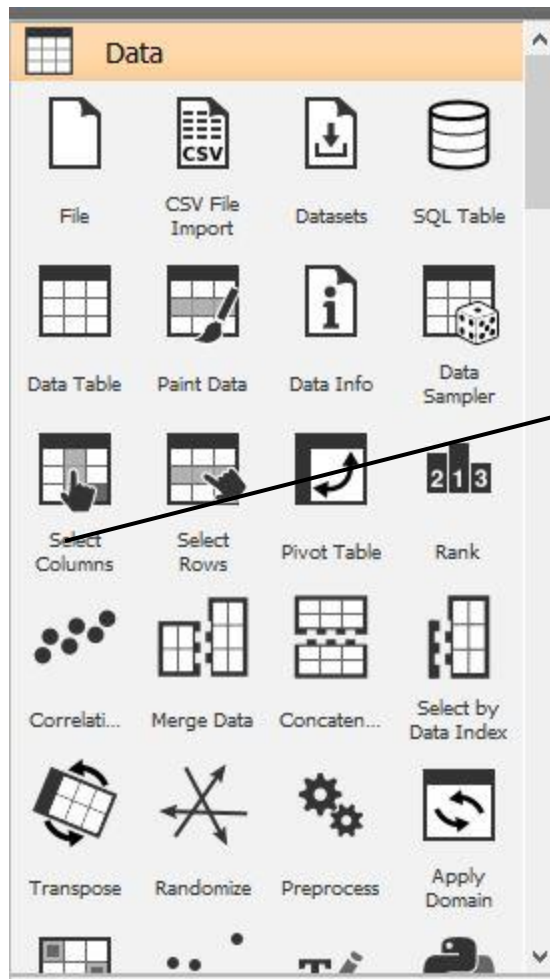 Data
CSV
File
CSV File
Import
Datasets
SQL Table
i
Data Table
Paint Data
Data Info
Data
Sampler
2 1 3
Select
Columns
Select
Rows
Pivot Table
Rank
Correlati...
Merge Data
Concaten...
Select by
Data Index
Transpose
Randomize
Preprocess
Apply
Domain